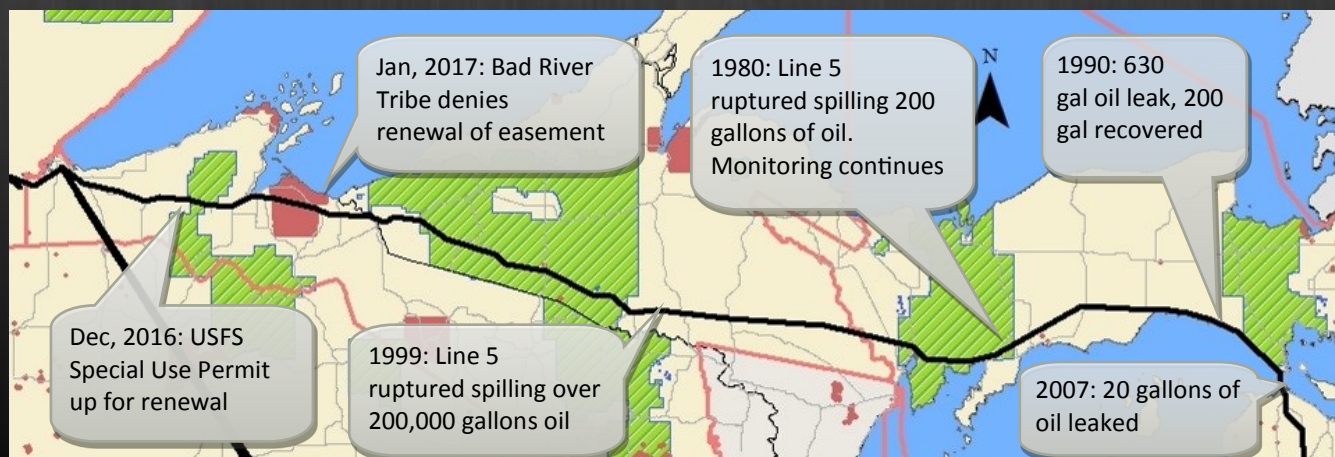 Jan, 2017: Bad River
Tribe denies
renewal of easement
1980: Line 5
ruptured spilling 200
gallons of oil.
Monitoring continues
N
1990: 630
gal oil leak, 200
gal recovered
Dec, 2016: USFS
Special Use Permit
up for renewal
1999: Line 5
ruptured spilling over
200,000 gallons oil
2007: 20 gallons of
oil leaked